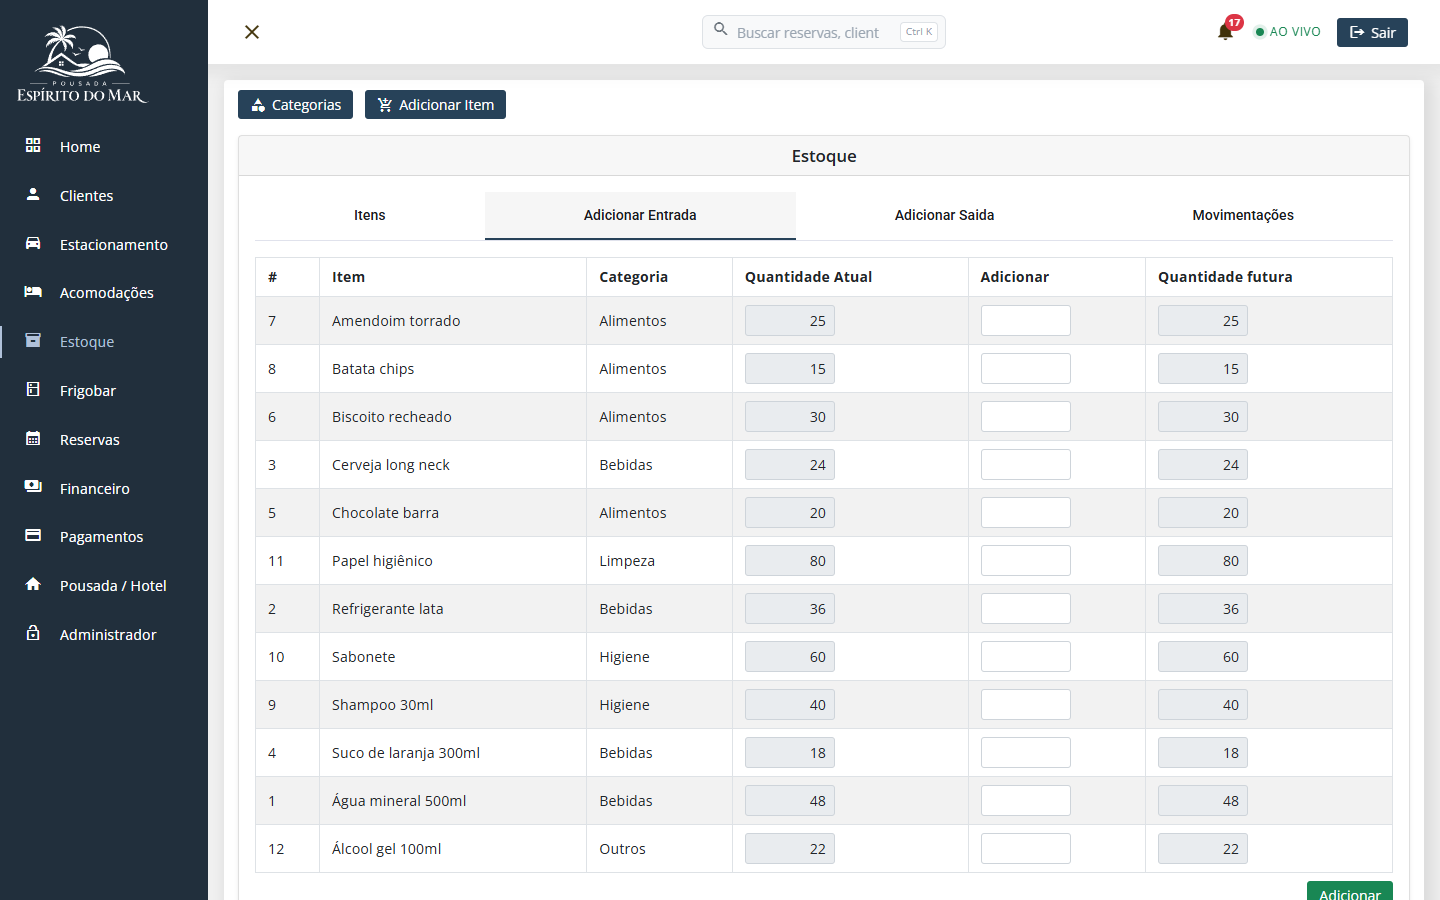 POUSADA
ESPÍRITO DO MAR
Home
Clientes
Estacionamento
Acomodações
Estoque
Frigobar
Reservas
Financeiro
Pagamentos
Pousada / Hotel
Administrador
Buscar reservas, client
Ctrl K
17
AO VIVO
Sair
Categorias
Adicionar Item
Estoque
Itens
Adicionar Entrada
Adicionar Saida
Movimentações
# Item Categoria Quantidade Atual Adicionar Quantidade futura
7 Amendoim torrado Alimentos 25 25
8 Batata chips Alimentos 15 15
6 Biscoito recheado Alimentos 30 30
3 Cerveja long neck Bebidas 24 24
5 Chocolate barra Alimentos 20 20
11 Papel higiênico Limpeza 80 80
2 Refrigerante lata Bebidas 36 36
10 Sabonete Higiene 60 60
9 Shampoo 30ml Higiene 40 40
4 Suco de laranja 300ml Bebidas 18 18
1 Água mineral 500ml Bebidas 48 48
12 Álcool gel 100ml Outros 22 22
Adicionar